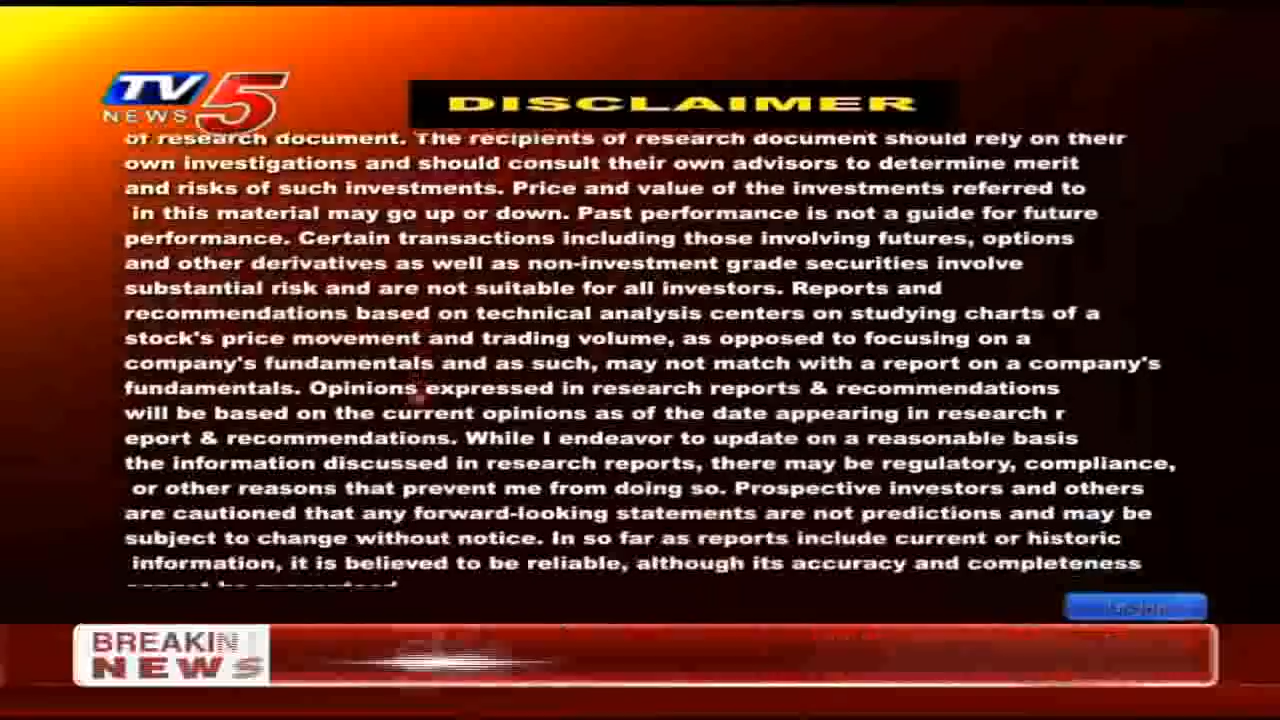 TV5
NEWS
DISCLAIMER
of research document. The recipients of research document should rely on their
own investigations and should consult their own advisors to determine merit
and risks of such investments. Price and value of the investments referred to
in this material may go up or down. Past performance is not a guide for future
performance. Certain transactions including those involving futures, options
and other derivatives as well as non-investment grade securities involve
substantial risk and are not suitable for all investors. Reports and
recommendations based on technical analysis centers on studying charts of a
stock's price movement and trading volume, as opposed to focusing on a
company's fundamentals and as such, may not match with a report on a company's
fundamentals. Opinions expressed in research reports & recommendations
will be based on the current opinions as of the date appearing in research r
eport & recommendations. While I endeavor to update on a reasonable basis
the information discussed in research reports, there may be regulatory, compliance,
or other reasons that prevent me from doing so. Prospective investors and others
are cautioned that any forward-looking statements are not predictions and may be
subject to change without notice. In so far as reports include current or historic
information, it is believed to be reliable, although its accuracy and completeness
BREAKIN
NEWS